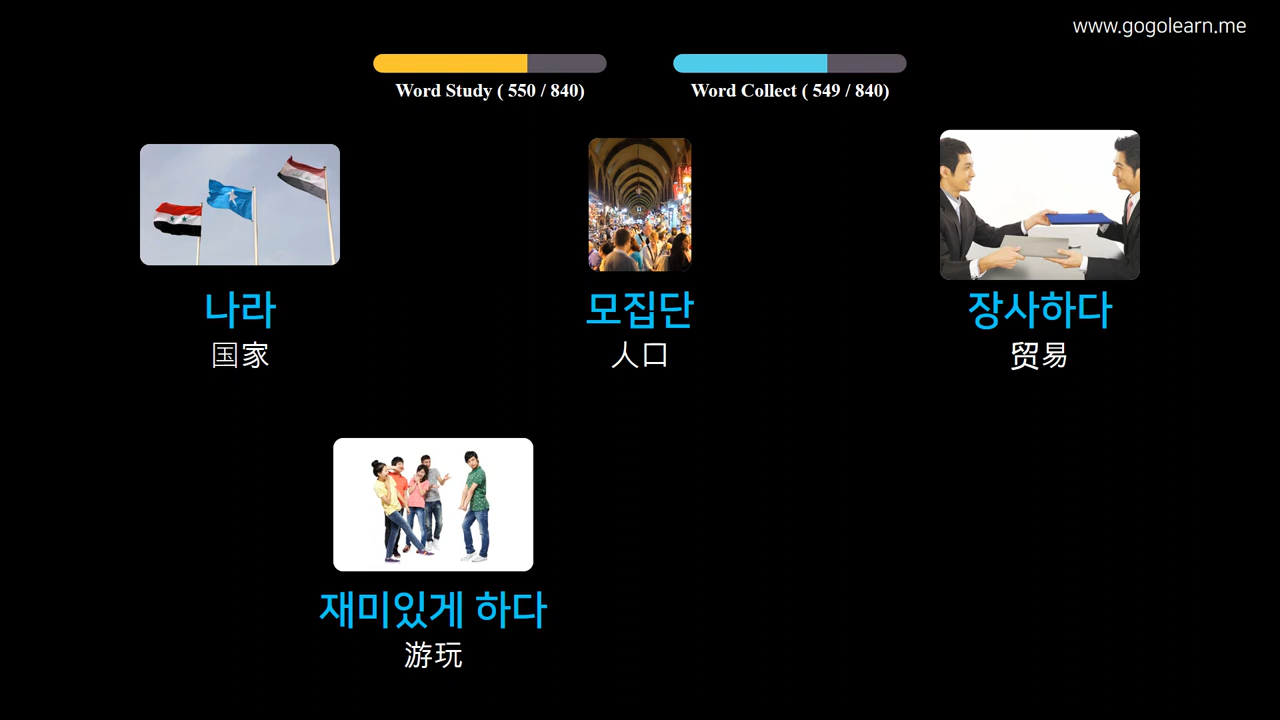 www.gogolearn.me
Word Study ( 550 / 840)
Word Collect ( 549 / 840)
나라
国家
모집단
人口
장사하다
贸易
재미있게 하다
游玩